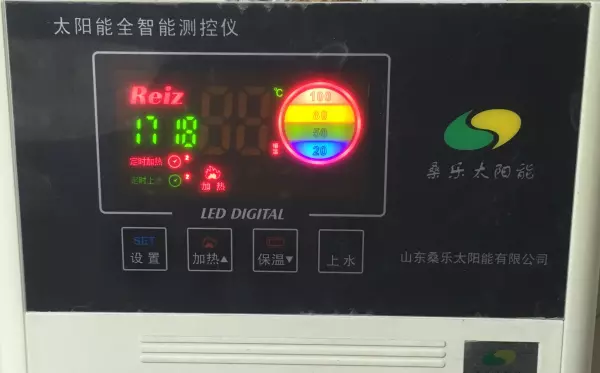 太阳能全智能测控仪
Reiz
℃
17 18
100
80
50
20
定时加热
定时上水
加热
LED DIGITAL
SET
设置
加热▲
保温▼
上水
桑乐太阳能
山东桑乐太阳能有限公司